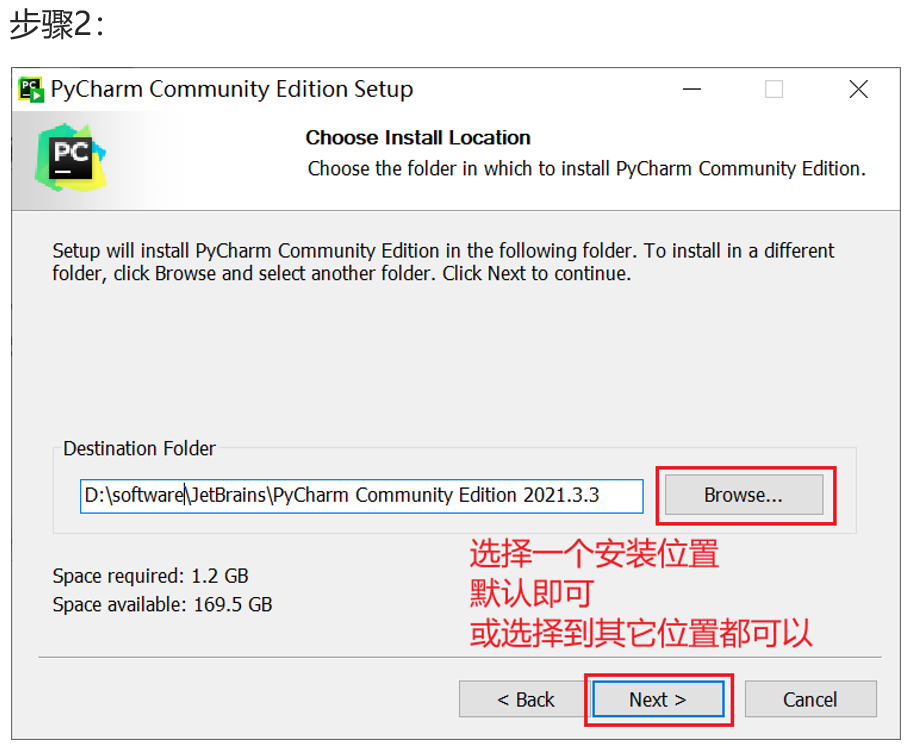 步骤2：
PyCharm Community Edition Setup
PC
Choose Install Location
Choose the folder in which to install PyCharm Community Edition.
Setup will install PyCharm Community Edition in the following folder. To install in a different
folder, click Browse and select another folder. Click Next to continue.
Destination Folder
D:\software\JetBrains\PyCharm Community Edition 2021.3.3
Browse...
选择一个安装位置
默认即可
或选择到其它位置都可以
Space required: 1.2 GB
Space available: 169.5 GB
< Back
Next >
Cancel